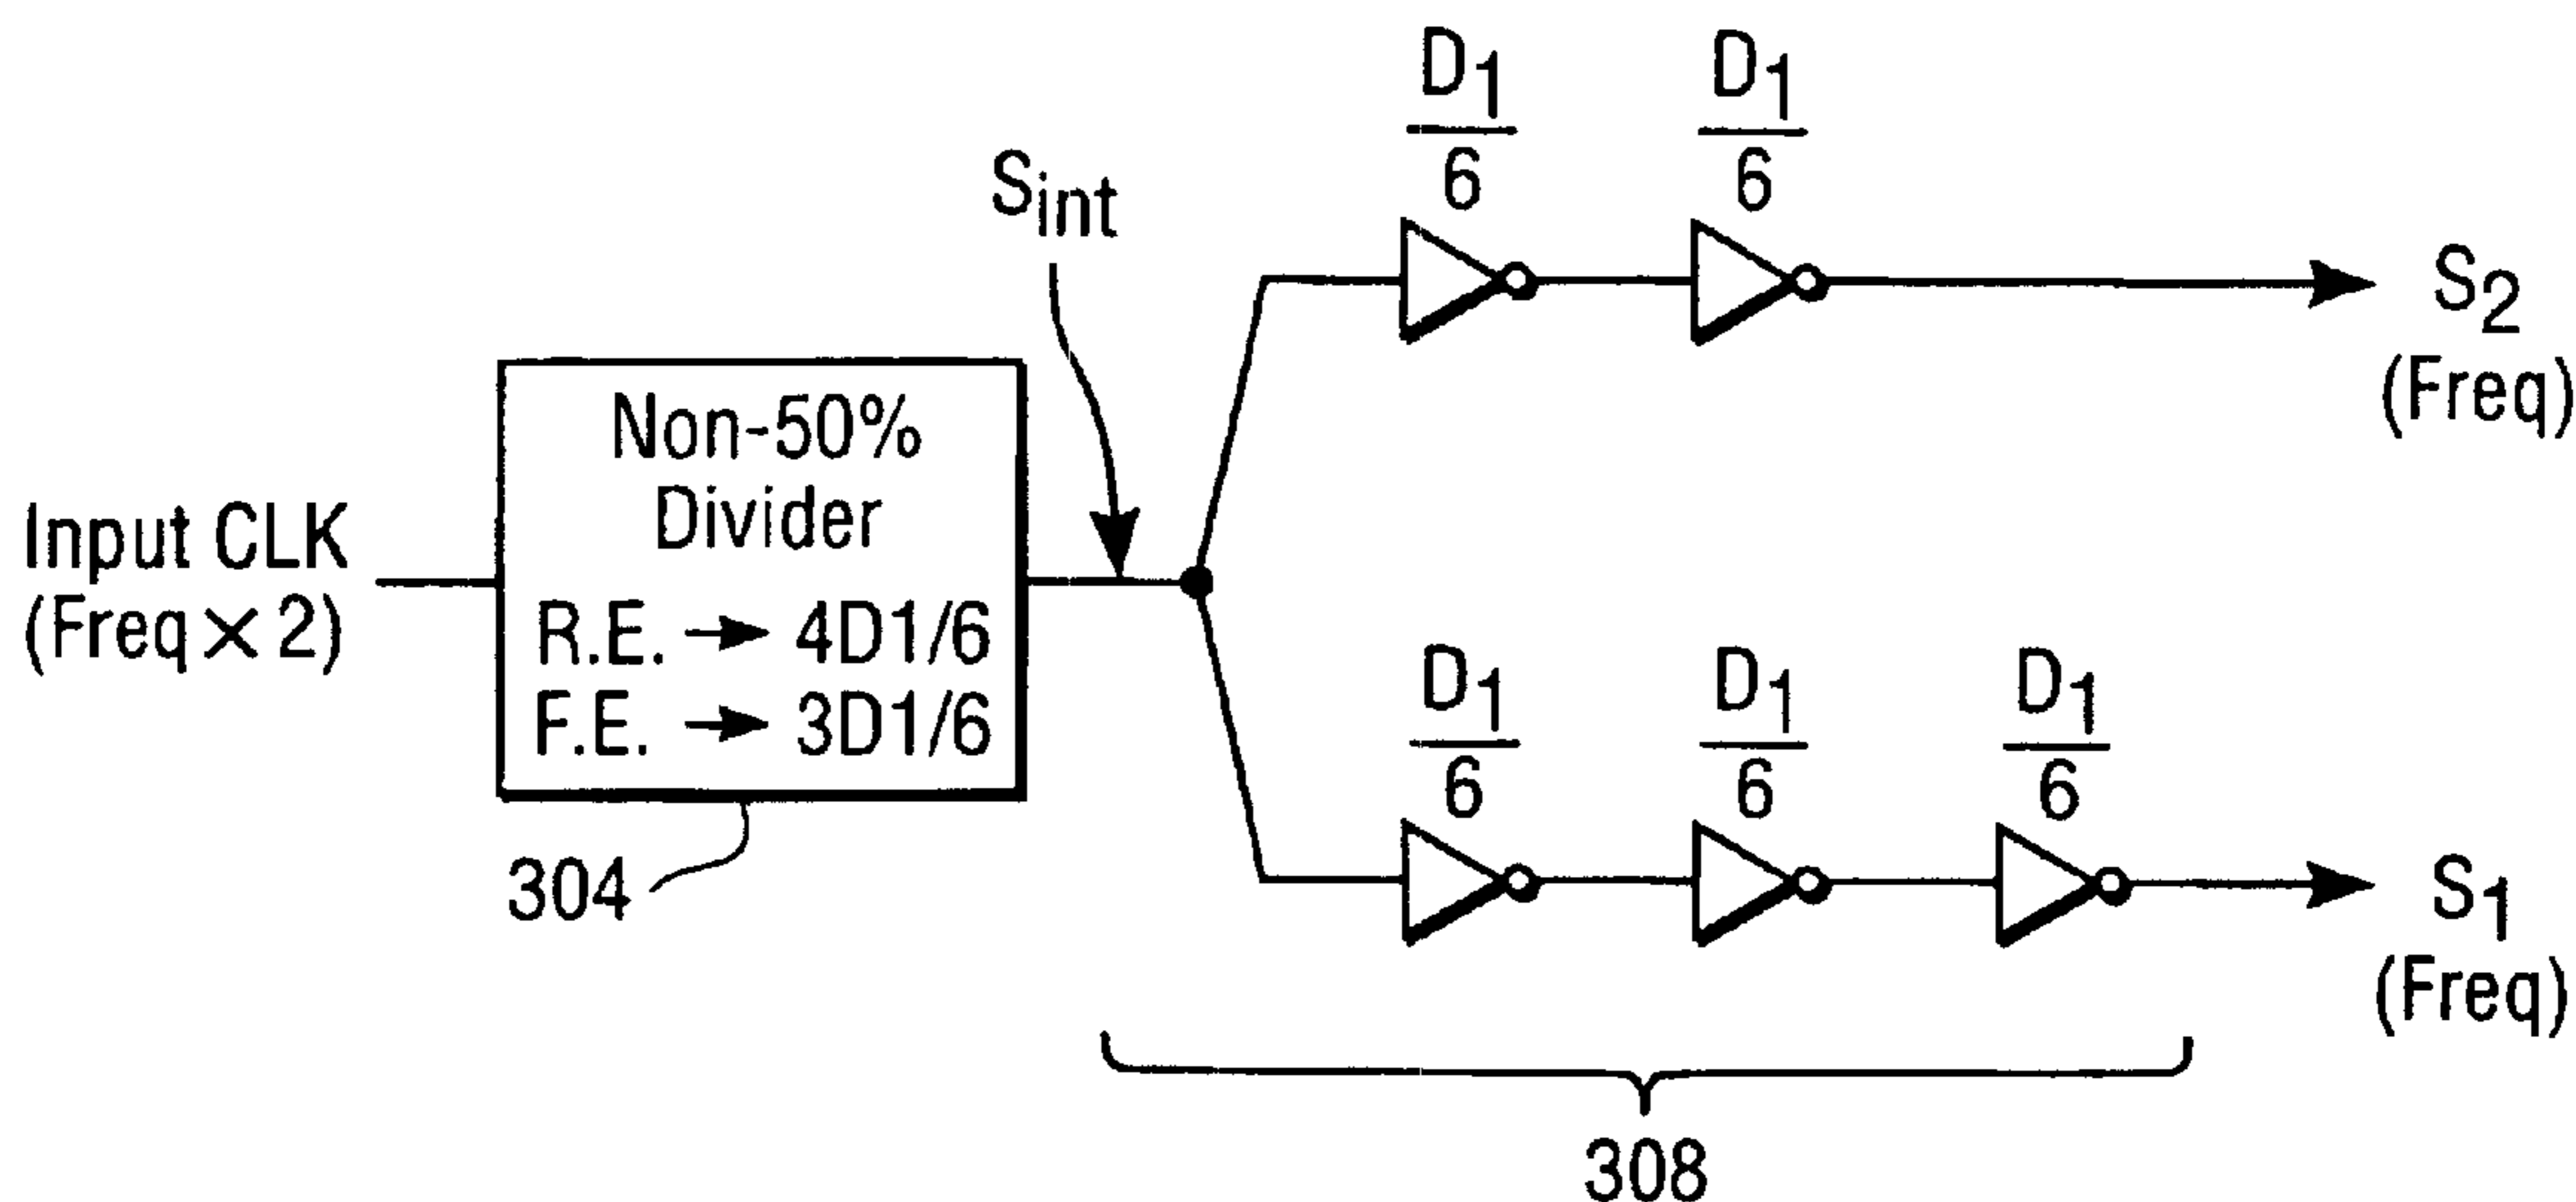 D1/6
D1/6
Sint
S2
(Freq)
Non-50%
Divider
R.E. → 4D1/6
F.E. → 3D1/6
Input CLK
(Freq × 2)
304
D1/6
D1/6
D1/6
S1
(Freq)
308